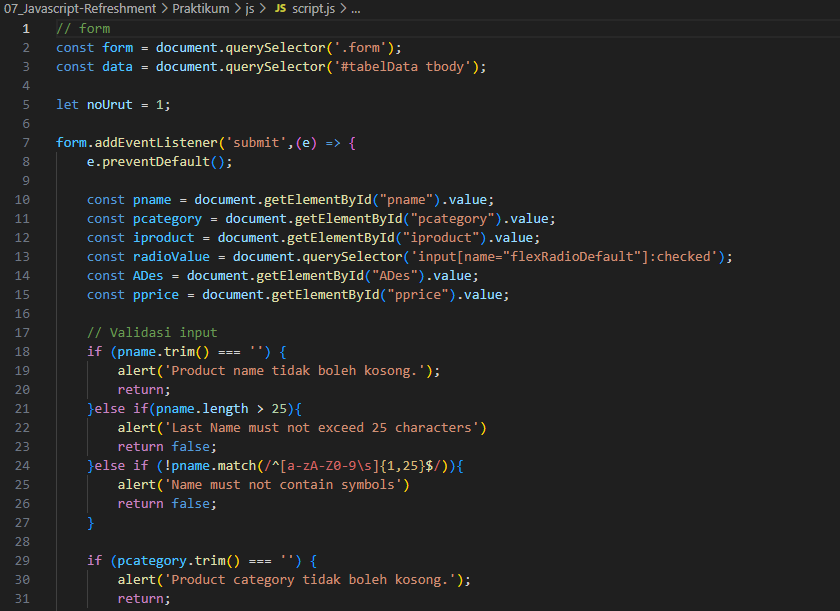 07_Javascript-Refreshment > Praktikum > js > JS script.js > ...
1 // form
2 const form = document.querySelector('.form');
3 const data = document.querySelector('#tabelData tbody');
4
5 let noUrut = 1;
6
7 form.addEventListener('submit',(e) => {
8 e.preventDefault();
9
10 const pname = document.getElementById("pname").value;
11 const pcategory = document.getElementById("pcategory").value;
12 const iproduct = document.getElementById("iproduct").value;
13 const radioValue = document.querySelector('input[name="flexRadioDefault"]:checked');
14 const ADes = document.getElementById("ADes").value;
15 const pprice = document.getElementById("pprice").value;
16
17 // Validasi input
18 if (pname.trim() === '') {
19 alert('Product name tidak boleh kosong.');
20 return;
21 }else if(pname.length > 25){
22 alert('Last Name must not exceed 25 characters')
23 return false;
24 }else if (!pname.match(/^[a-zA-Z0-9\s]{1,25}$/)){
25 alert('Name must not contain symbols')
26 return false;
27 }
28
29 if (pcategory.trim() === '') {
30 alert('Product category tidak boleh kosong.');
31 return;